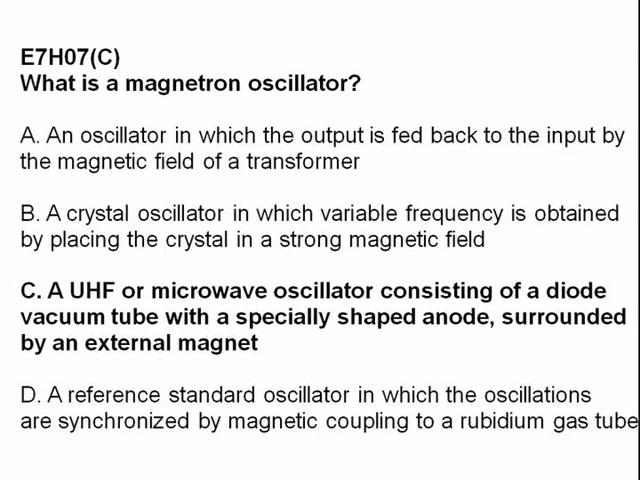 E7H07(C)
What is a magnetron oscillator?
A. An oscillator in which the output is fed back to the input by
the magnetic field of a transformer
B. A crystal oscillator in which variable frequency is obtained
by placing the crystal in a strong magnetic field
C. A UHF or microwave oscillator consisting of a diode
vacuum tube with a specially shaped anode, surrounded
by an external magnet
D. A reference standard oscillator in which the oscillations
are synchronized by magnetic coupling to a rubidium gas tube